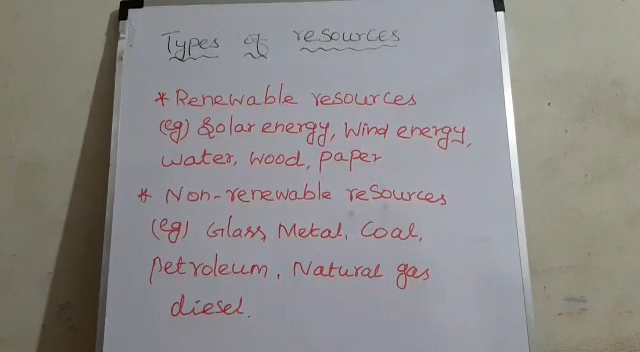 Types of resources
* Renewable resources
(eg) Solar energy, Wind energy,
water, wood, paper
* Non-renewable resources
(eg) Glass, Metal, Coal,
petroleum, Natural gas
diesel.